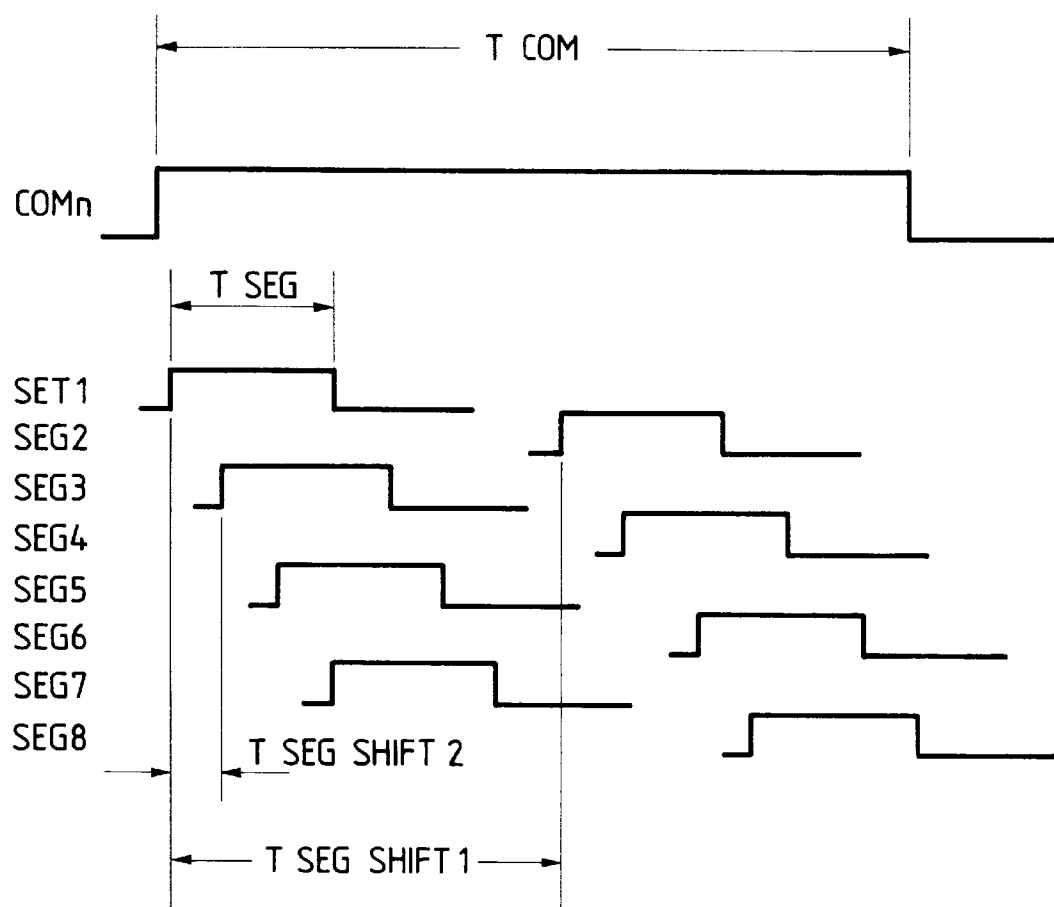 T COM
COMn
T SEG
SET1
SEG2
SEG3
SEG4
SEG5
SEG6
SEG7
SEG8
T SEG SHIFT 2
T SEG SHIFT 1